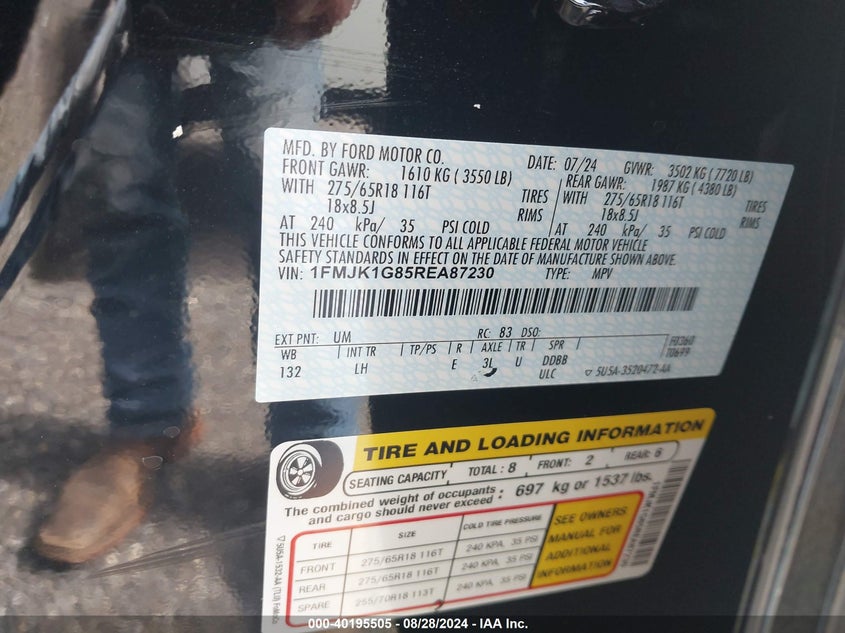 MFD. BY FORD MOTOR CO.
DATE: 07/24 GVWR: 3502 KG ( 7720 LB)
FRONT GAWR: 1610 KG ( 3550 LB)
REAR GAWR: 1987 KG ( 4380 LB)
WITH 275/65R18 116T TIRES
WITH 275/65R18 116T TIRES
18x8.5J RIMS
18x8.5J RIMS
AT 240 kPa/ 35 PSI COLD
AT 240 kPa/ 35 PSI COLD
THIS VEHICLE CONFORMS TO ALL APPLICABLE FEDERAL MOTOR VEHICLE
SAFETY STANDARDS IN EFFECT ON THE DATE OF MANUFACTURE SHOWN ABOVE.
VIN: 1FMJK1G85REA87230 TYPE: MPV
EXT PNT: UM RC: 83 DSO:
WB INT TR TP/PS R AXLE TR SPR F0360
132 LH E 3L U DDBB T0699
ULC ▽ 5U5A-3520472-AA
TIRE AND LOADING INFORMATION
SEATING CAPACITY TOTAL: 8 FRONT: 2 REAR: 6
The combined weight of occupants and cargo should never exceed : 697 kg or 1537 lbs.
TIRE SIZE COLD TIRE PRESSURE
FRONT 275/65R18 116T 240 KPA, 35 PSI
REAR 275/65R18 116T 240 KPA, 35 PSI
SPARE 255/70R18 113T 240 KPA, 35 PSI
SEE OWNERS
MANUAL FOR
ADDITIONAL
INFORMATION
000-40195505 - 08/28/2024 - IAA Inc.